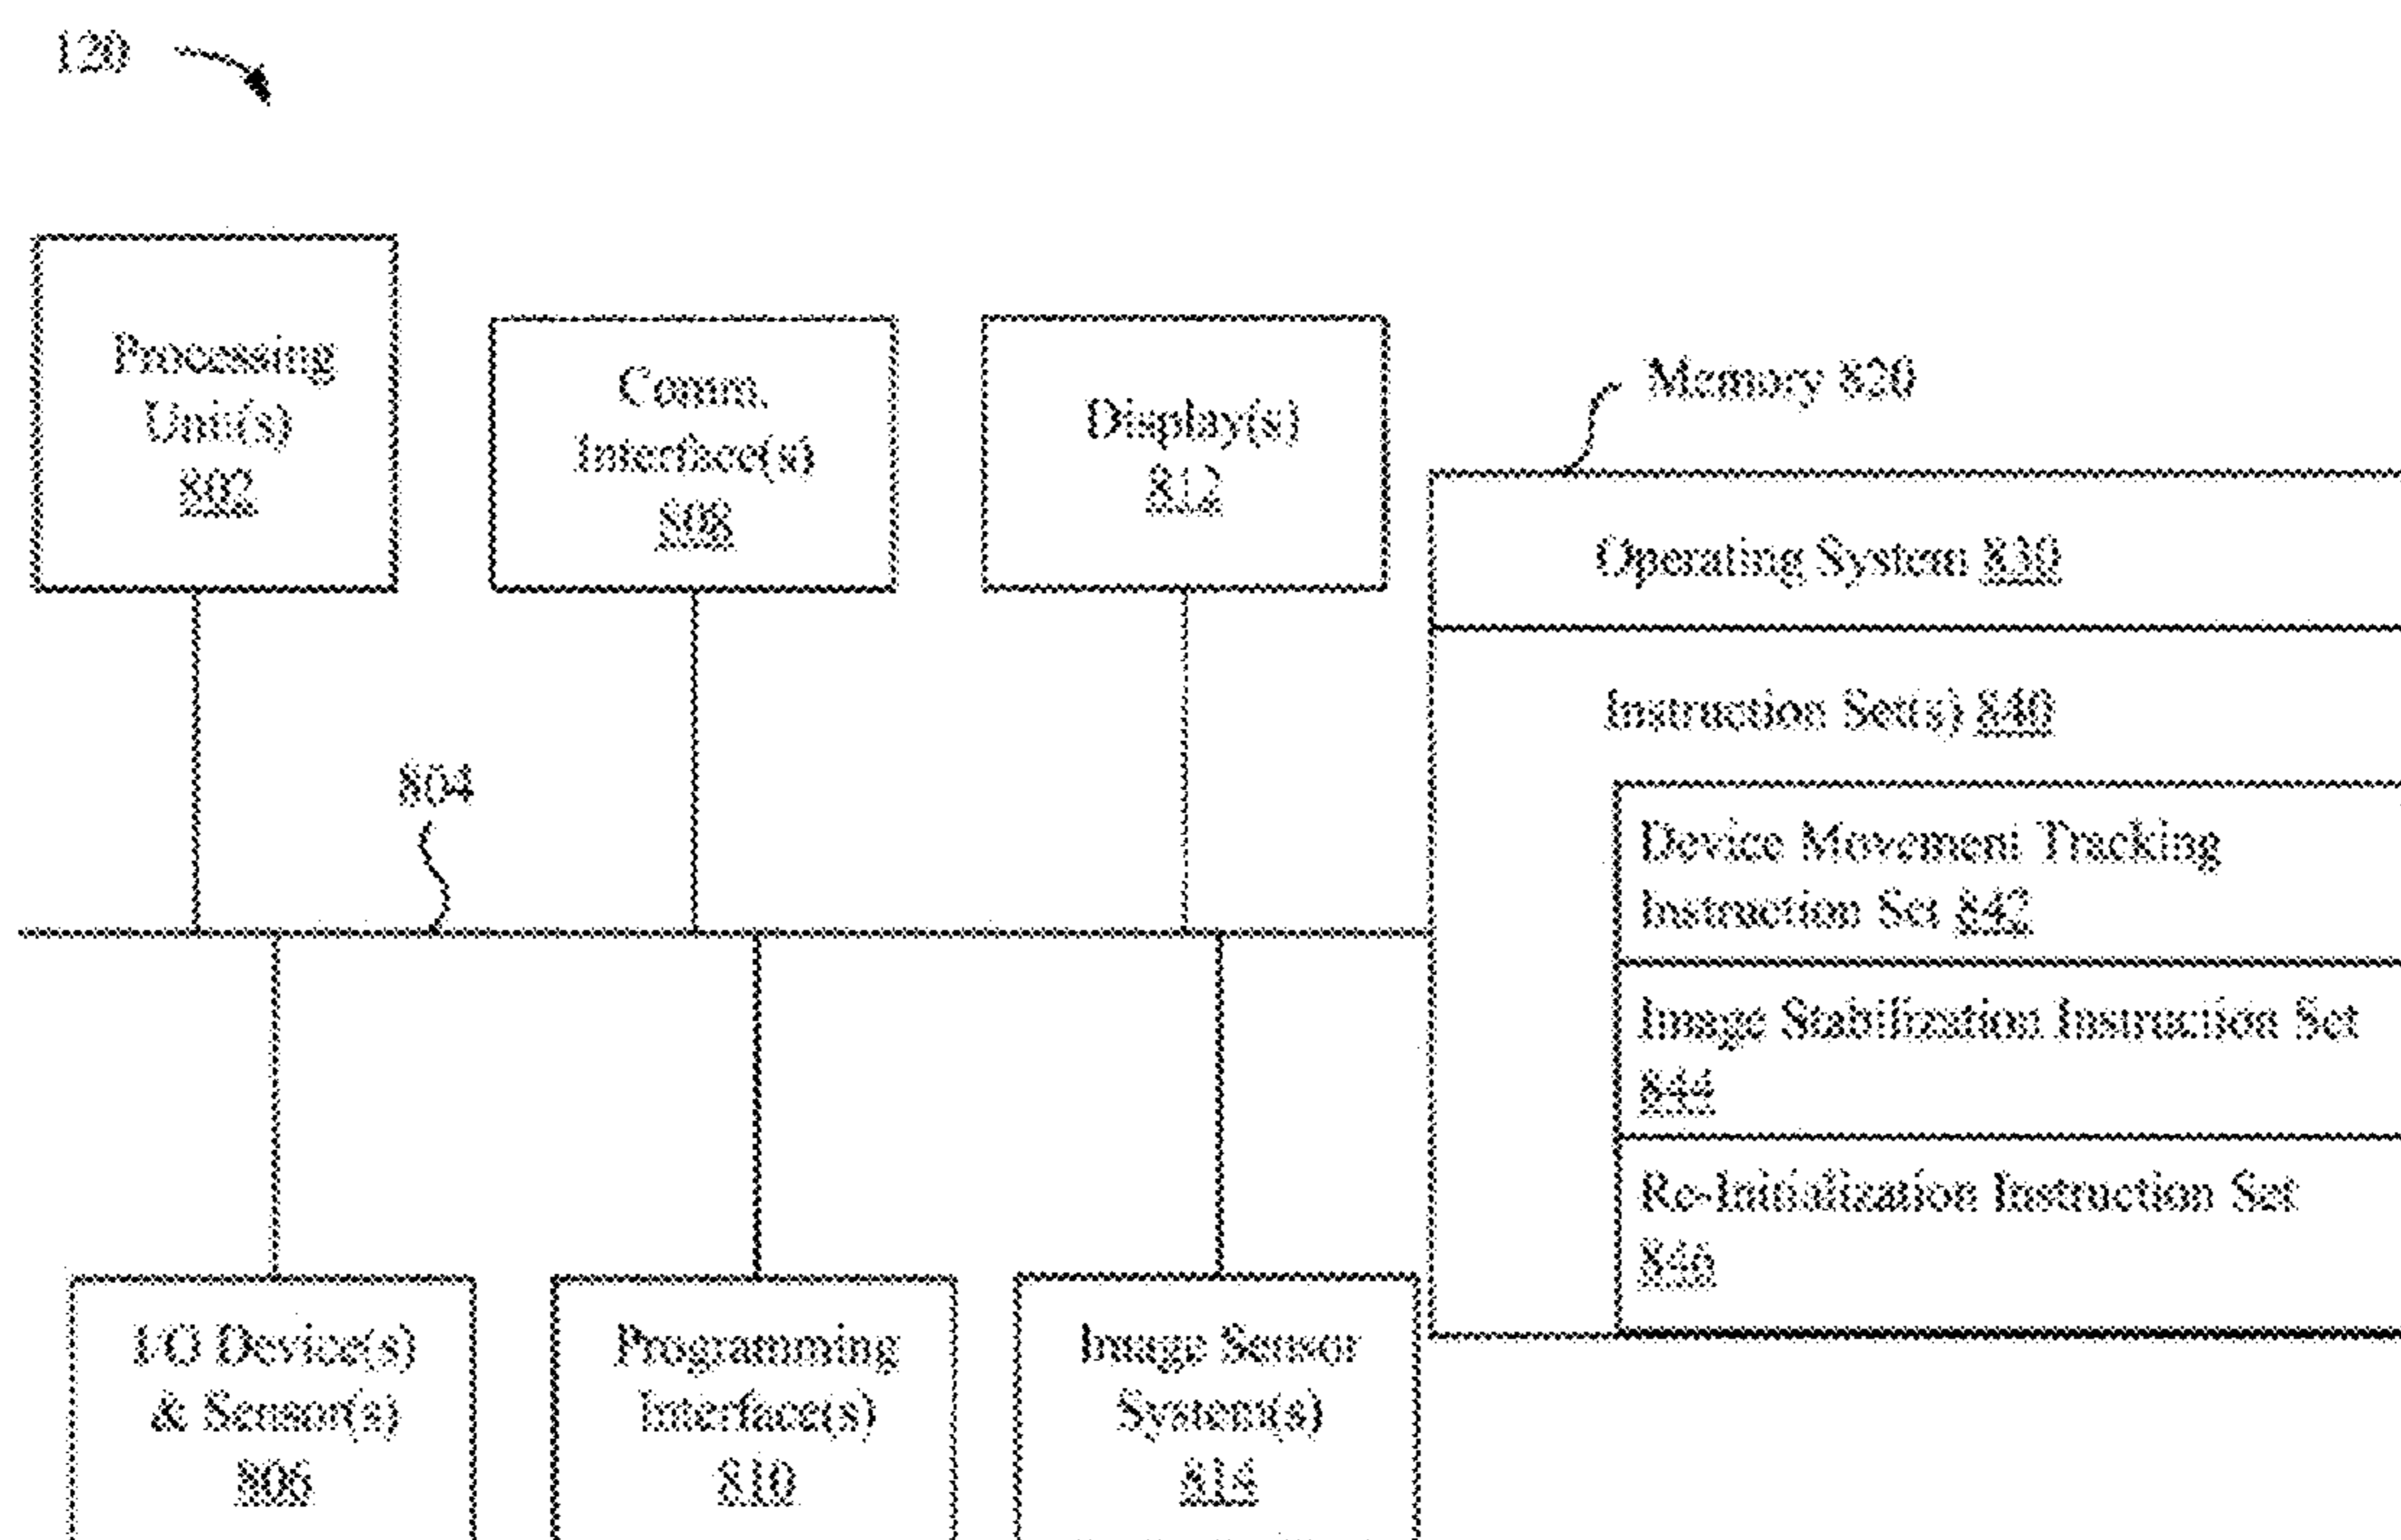 120
Processing
Unit(s)
802
Comm.
Interface(s)
808
Display(s)
812
Memory 820
Operating System 830
Instruction Set(s) 840
804
Device Movement Tracking
Instruction Set 842
Image Stabilization Instruction Set
844
Re-Initialization Instruction Set
846
I/O Device(s)
& Sensor(s)
806
Programming
Interface(s)
810
Image Sensor
System(s)
814